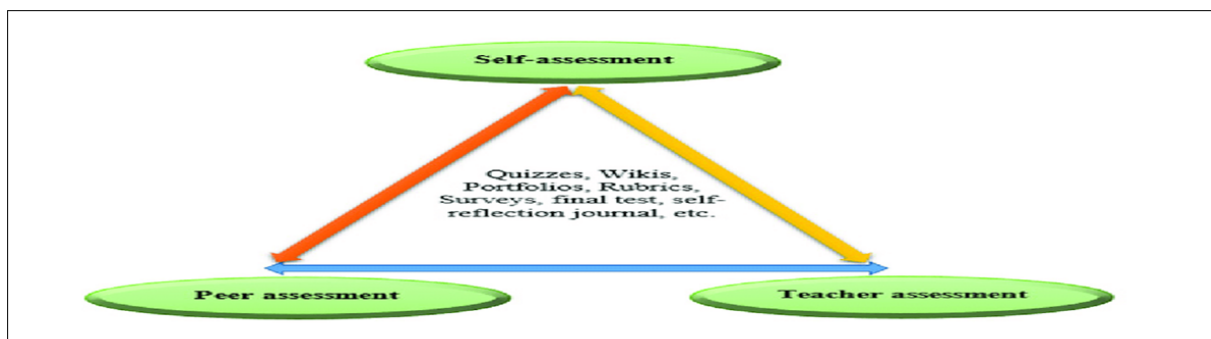 Self-assessment
Quizzes, Wikis,
Portfolios, Rubrics,
Surveys, final test, self-
reflection journal, etc.
Peer assessment
Teacher assessment